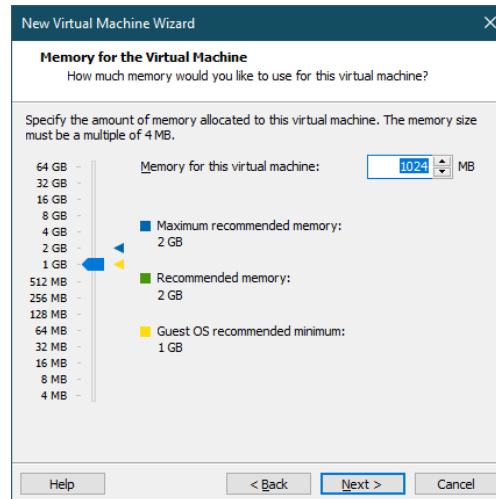 New Virtual Machine Wizard
Memory for the Virtual Machine
How much memory would you like to use for this virtual machine?
Specify the amount of memory allocated to this virtual machine. The memory size
must be a multiple of 4 MB.
64 GB
Memory for this virtual machine: 1024 MB
32 GB
16 GB
8 GB
4 GB
2 GB
1 GB
512 MB
256 MB
128 MB
64 MB
32 MB
16 MB
8 MB
4 MB
Maximum recommended memory:
2 GB
Recommended memory:
2 GB
Guest OS recommended minimum:
1 GB
Help
< Back
Next >
Cancel